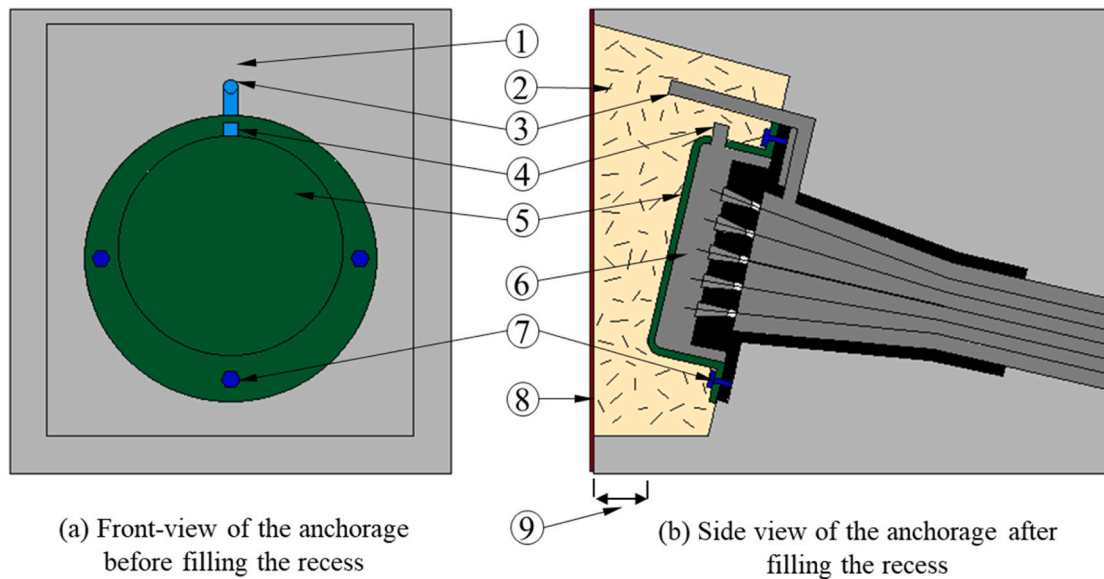 ①
②
③
④
⑤
⑥
⑦
⑧
⑨
(a) Front-view of the anchorage
before filling the recess
(b) Side view of the anchorage after
filling the recess